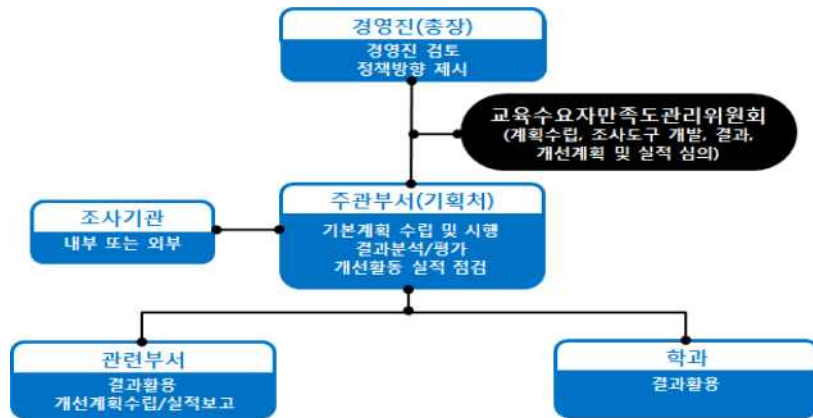 경영진(총장)
경영진 검토
정책방향 제시
교육수요자만족도관리위원회
(계획수립, 조사도구 개발, 결과,
개선계획 및 실적 심의)
조사기관
내부 또는 외부
주관부서(기획처)
기본계획 수립 및 시행
결과분석/평가
개선활동 실적 점검
관련부서
결과활용
개선계획수립/실적보고
학과
결과활용